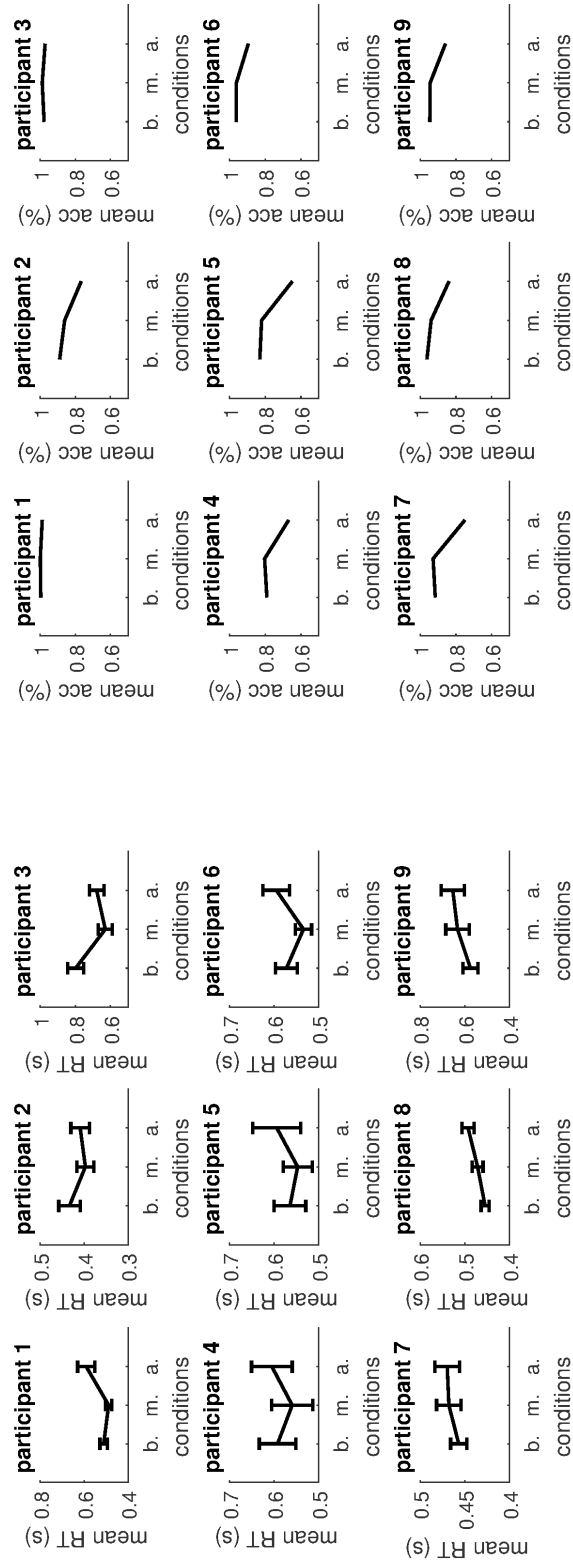 participant 1
mean RT (s)
0.8
0.6
0.4
b. m. a.
conditions
participant 2
mean RT (s)
0.5
0.4
0.3
b. m. a.
conditions
participant 3
mean RT (s)
1
0.8
0.6
b. m. a.
conditions
participant 1
mean acc (%)
1
0.8
0.6
b. m. a.
conditions
participant 2
mean acc (%)
1
0.8
0.6
b. m. a.
conditions
participant 3
mean acc (%)
1
0.8
0.6
b. m. a.
conditions
participant 4
mean RT (s)
0.7
0.6
0.5
b. m. a.
conditions
participant 5
mean RT (s)
0.7
0.6
0.5
b. m. a.
conditions
participant 6
mean RT (s)
0.7
0.6
0.5
b. m. a.
conditions
participant 4
mean acc (%)
1
0.8
0.6
b. m. a.
conditions
participant 5
mean acc (%)
1
0.8
0.6
b. m. a.
conditions
participant 6
mean acc (%)
1
0.8
0.6
b. m. a.
conditions
participant 7
mean RT (s)
0.5
0.45
0.4
b. m. a.
conditions
participant 8
mean RT (s)
0.6
0.5
0.4
b. m. a.
conditions
participant 9
mean RT (s)
0.8
0.6
0.4
b. m. a.
conditions
participant 7
mean acc (%)
1
0.8
0.6
b. m. a.
conditions
participant 8
mean acc (%)
1
0.8
0.6
b. m. a.
conditions
participant 9
mean acc (%)
1
0.8
0.6
b. m. a.
conditions